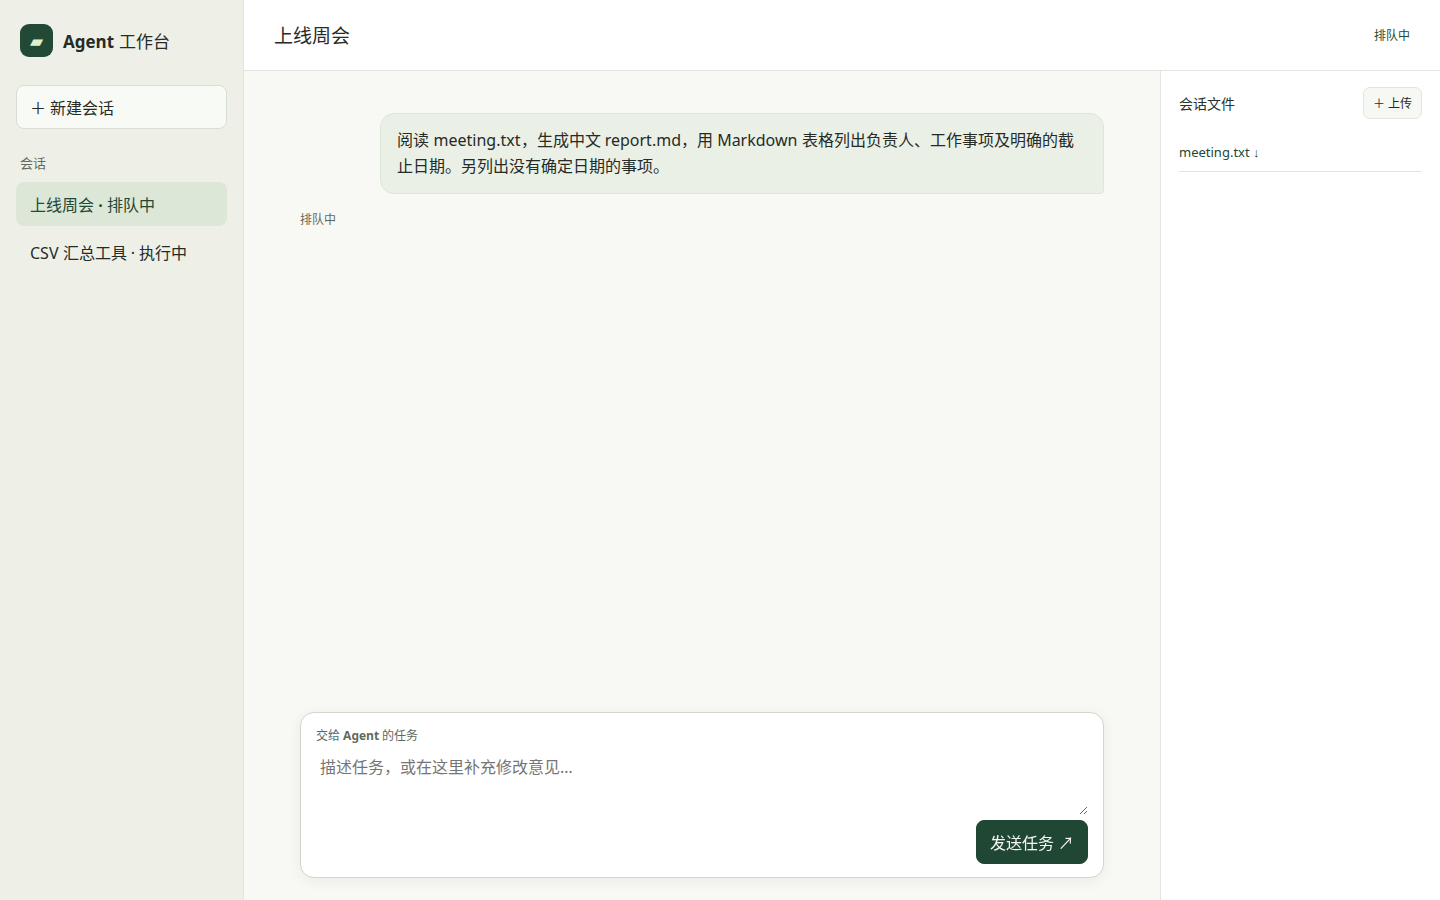 Agent 工作台
＋ 新建会话
会话
上线周会 · 排队中
CSV 汇总工具 · 执行中
上线周会
排队中
阅读 meeting.txt，生成中文 report.md，用 Markdown 表格列出负责人、工作事项及明确的截
止日期。另列出没有确定日期的事项。
排队中
交给 Agent 的任务
描述任务，或在这里补充修改意见...
发送任务 ↗
会话文件
＋ 上传
meeting.txt ↓